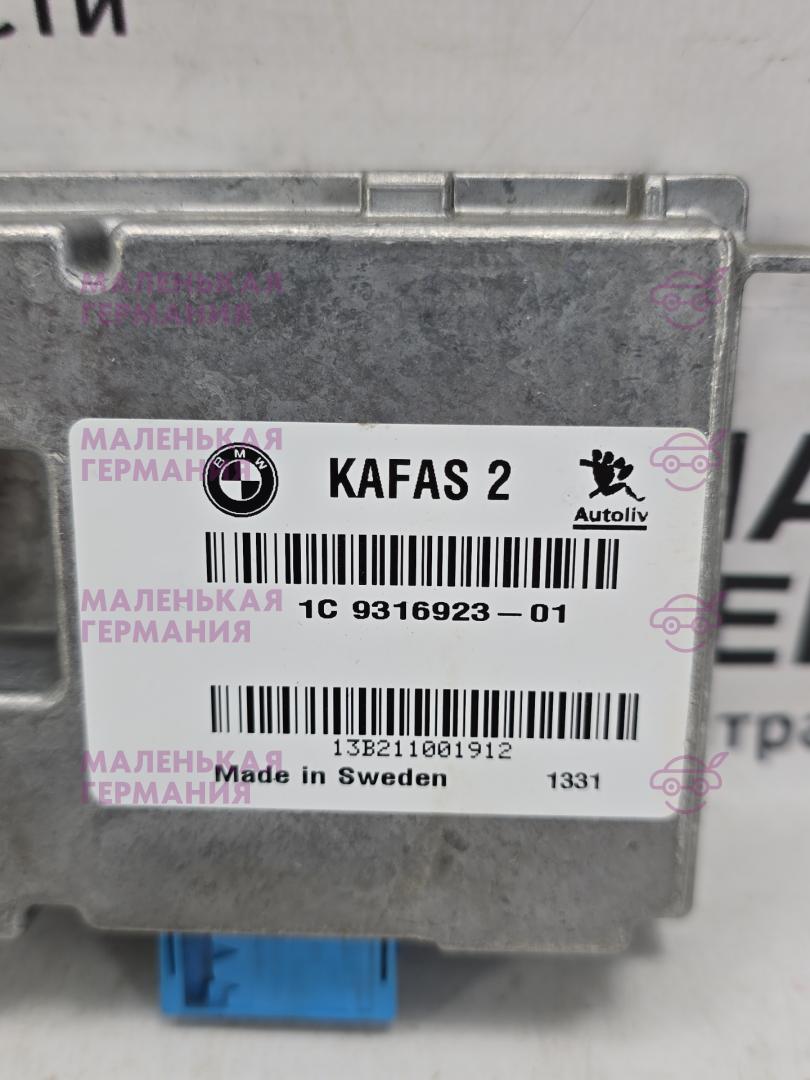 СТИ
МАЛЕНЬКАЯ
ГЕРМАНИЯ
МАЛЕНЬКАЯ
ГЕРМАНИЯ
BMW
KAFAS 2
Autoliv
1C 9316923-01
МАЛЕНЬКАЯ
ГЕРМАНИЯ
13B211001912
Made in Sweden
1331
МАЛЕНЬКАЯ
ГЕРМАНИЯ